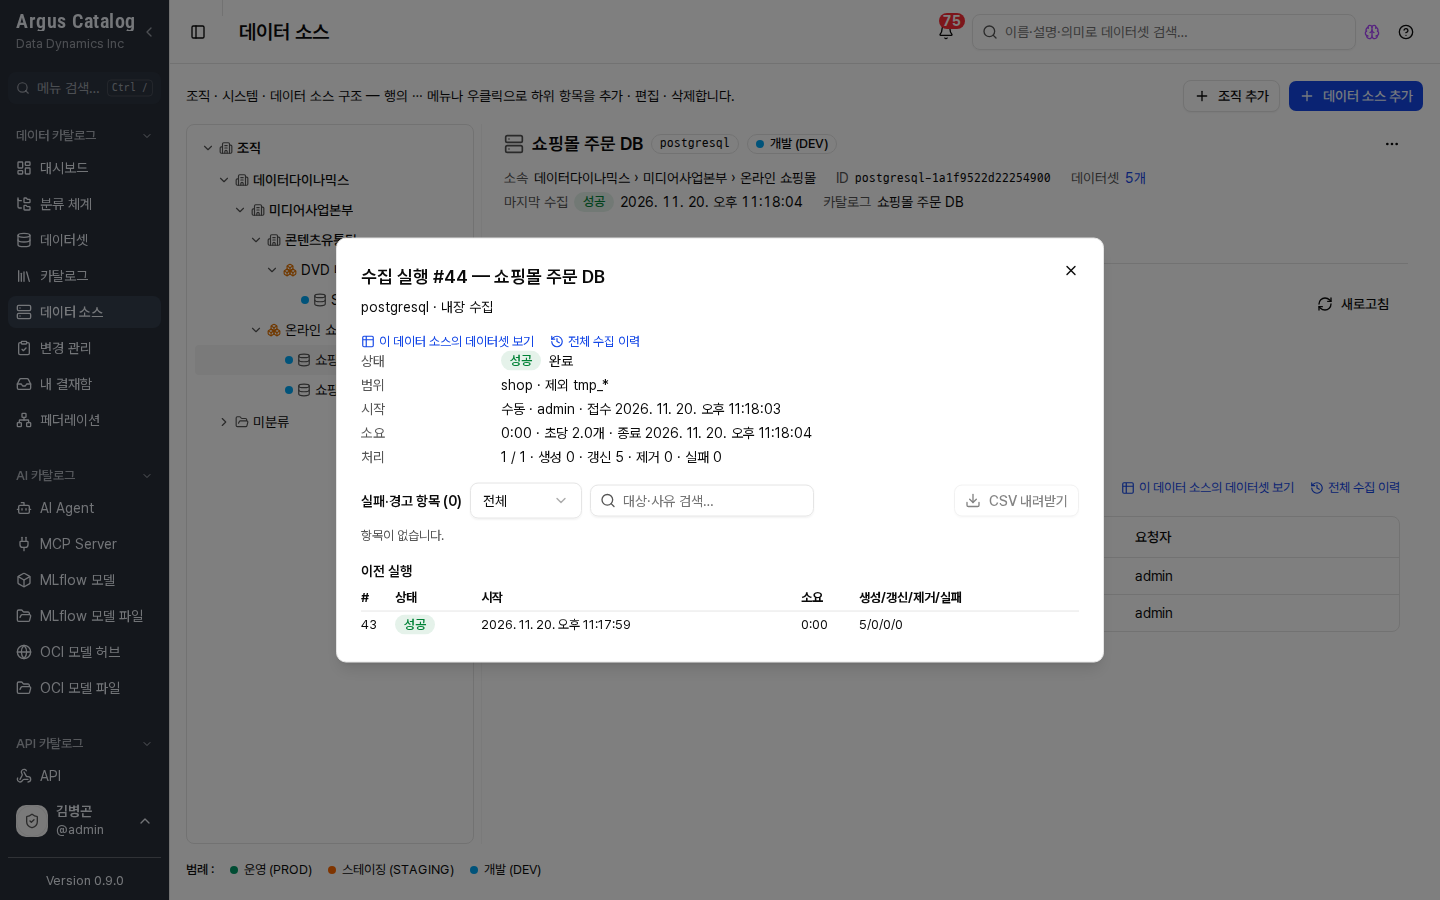 Argus Catalog
Data Dynamics Inc
메뉴 검색... Ctrl /
데이터 카탈로그
대시보드
분류 체계
데이터셋
카탈로그
데이터 소스
변경 관리
내 결재함
페더레이션
AI 카탈로그
AI Agent
MCP Server
MLflow 모델
MLflow 모델 파일
OCI 모델 허브
OCI 모델 파일
API 카탈로그
API
김병곤
@admin
Version 0.9.0
데이터 소스
75
이름·설명·의미로 데이터셋 검색...
조직 · 시스템 · 데이터 소스 구조 — 행의 ··· 메뉴나 우클릭으로 하위 항목을 추가 · 편집 · 삭제합니다.
조직 추가
데이터 소스 추가
조직
데이터다이나믹스
미디어사업본부
콘텐츠유통팀
DVD
S
온라인 쇼
쇼핑
쇼핑
미분류
쇼핑몰 주문 DB postgresql 개발 (DEV)
소속 데이터다이나믹스 › 미디어사업본부 › 온라인 쇼핑몰 ID postgresql-1a1f9522d22254900 데이터셋 5개
마지막 수집 성공 2026. 11. 20. 오후 11:18:04 카탈로그 쇼핑몰 주문 DB
새로고침
이 데이터 소스의 데이터셋 보기 전체 수집 이력
요청자
admin
admin
수집 실행 #44 — 쇼핑몰 주문 DB
postgresql · 내장 수집
이 데이터 소스의 데이터셋 보기 전체 수집 이력
상태 성공 완료
범위 shop · 제외 tmp_*
시작 수동 · admin · 접수 2026. 11. 20. 오후 11:18:03
소요 0:00 · 초당 2.0개 · 종료 2026. 11. 20. 오후 11:18:04
처리 1 / 1 · 생성 0 · 갱신 5 · 제거 0 · 실패 0
실패·경고 항목 (0) 전체 대상·사유 검색... CSV 내려받기
항목이 없습니다.
이전 실행
# 상태 시작 소요 생성/갱신/제거/실패
43 성공 2026. 11. 20. 오후 11:17:59 0:00 5/0/0/0
범례 : 운영 (PROD) 스테이징 (STAGING) 개발 (DEV)